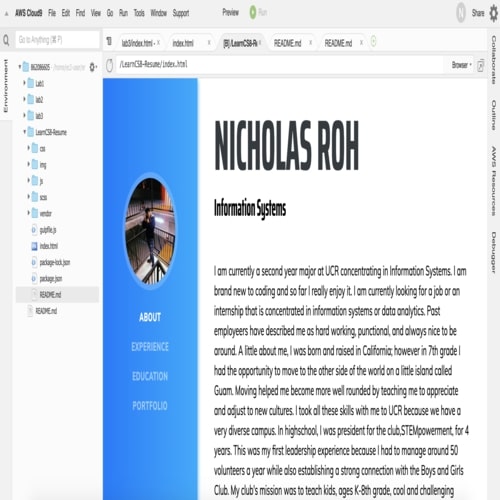 AWS Cloud9 File Edit Find View Go Run Tools Window Support Preview Run N Share
Go to Anything (⌘ P)
lab3/index.html index.html [B] /LearnCS8-Re README.md README.md
/LearnCS8-Resume/index.html Browser
Environment
862086605
Lab1
lab2
lab3
LearnCS8-Resume
css
img
js
scss
vendor
gulpfile.js
index.html
package-lock.json
package.json
README.md
README.md
ABOUT
EXPERIENCE
EDUCATION
PORTFOLIO
NICHOLAS ROH
Information Systems
I am currently a second year major at UCR concentrating in Information Systems. I am
brand new to coding and so far I really enjoy it. I am currently looking for a job or an
internship that is concentrated in information systems or data analytics. Past
employees have described me as hard working, punctional, and always nice to be
around. A little about me, I was born and raised in California; however in 7th grade I
had the opportunity to move to the other side of the world on a little island called
Guam. Moving helped me become more well rounded by teaching me to appreciate
and adjust to new cultures. I took all these skills with me to UCR because we have a
very diverse campus. In highschool, I was president for the club,STEMpowerment, for 4
years. This was my first leadership experience because I had to manage around 50
volunteers a year while also establishing a strong connection with the Boys and Girls
Club. My club's mission was to teach kids, ages K-8th grade, cool and challenging
Collaborate
Outline
AWS Resources
Debugger